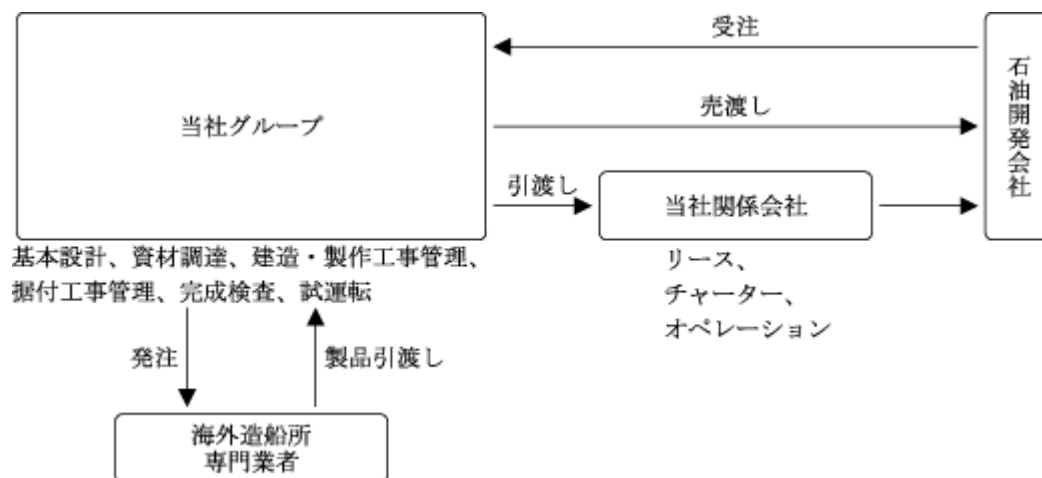 受注
当社グループ
売渡し
石油開発会社
引渡し
当社関係会社
基本設計、資材調達、建造・製作工事管理、
据付工事管理、完成検査、試運転
リース、
チャーター、
オペレーション
発注
製品引渡し
海外造船所
専門業者